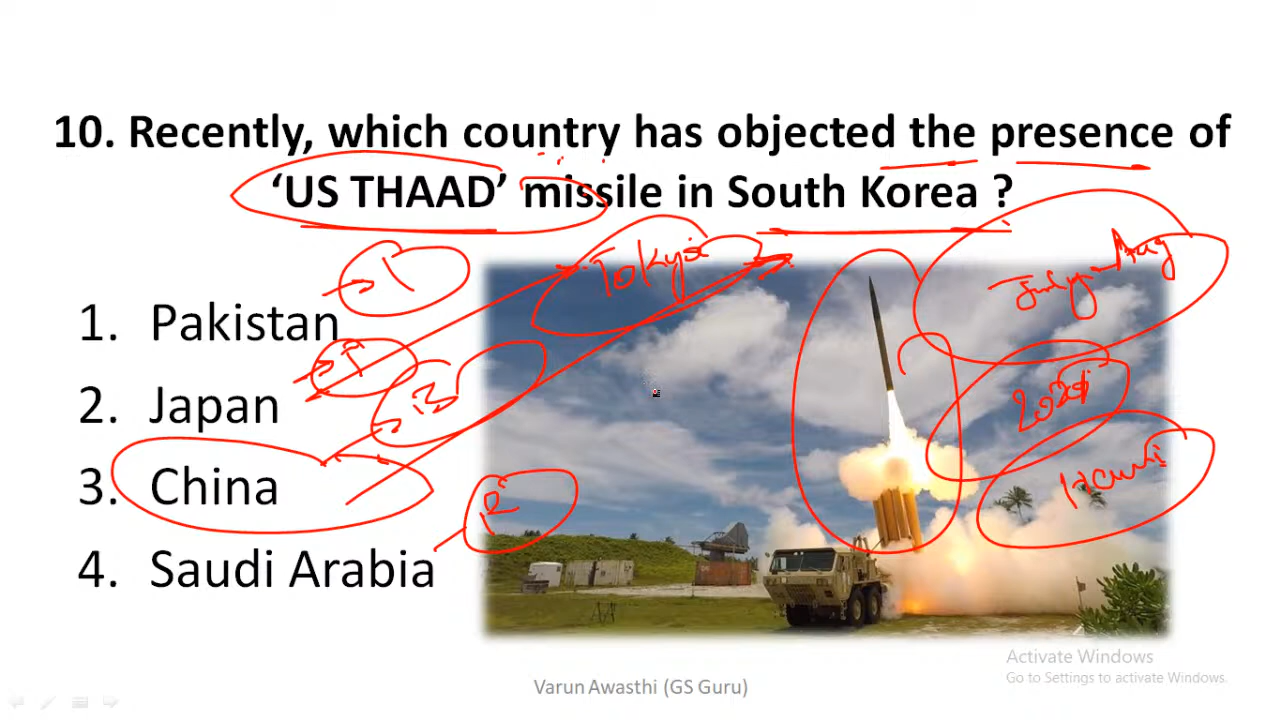 10. Recently, which country has objected the presence of
‘US THAAD’ missile in South Korea ?
1. Pakistan
2. Japan
3. China
4. Saudi Arabia
Tokyo
July-Aug
Varun Awasthi (GS Guru)
Activate Windows
Go to Settings to activate Windows.